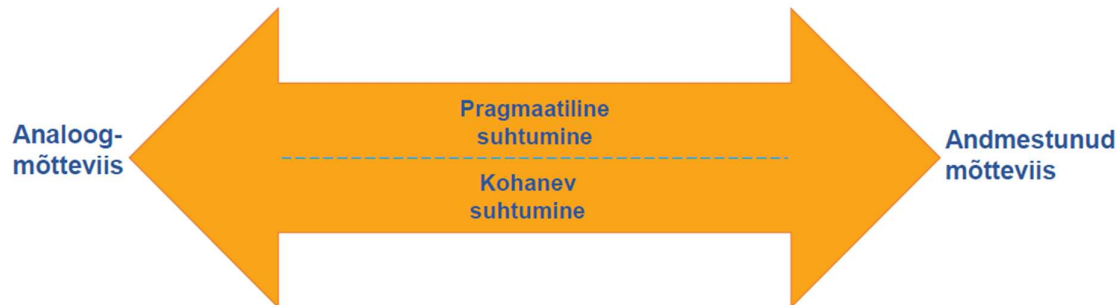 Analoog-
mõtteviis
Pragmaatiline
suhtumine
Kohanev
suhtumine
Andmestunud
mõtteviis